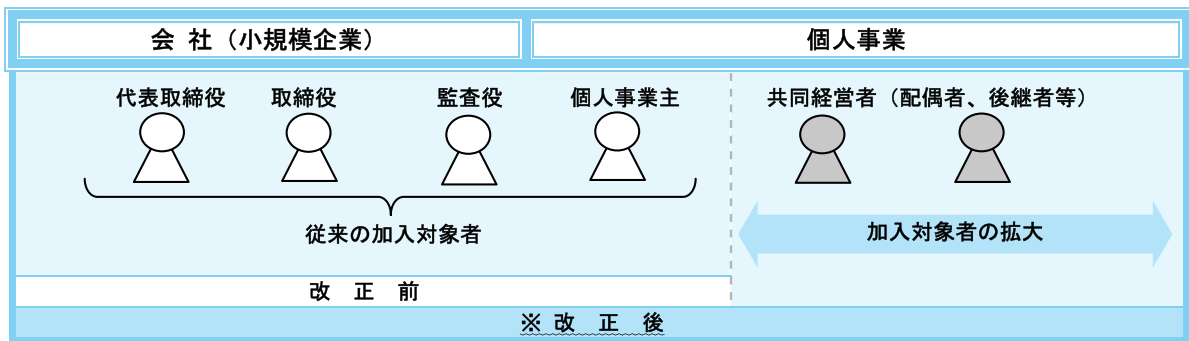 会 社（小規模企業）
個人事業
代表取締役
取締役
監査役
個人事業主
共同経営者（配偶者、後継者等）
従来の加入対象者
加入対象者の拡大
改 正 前
※ 改 正 後